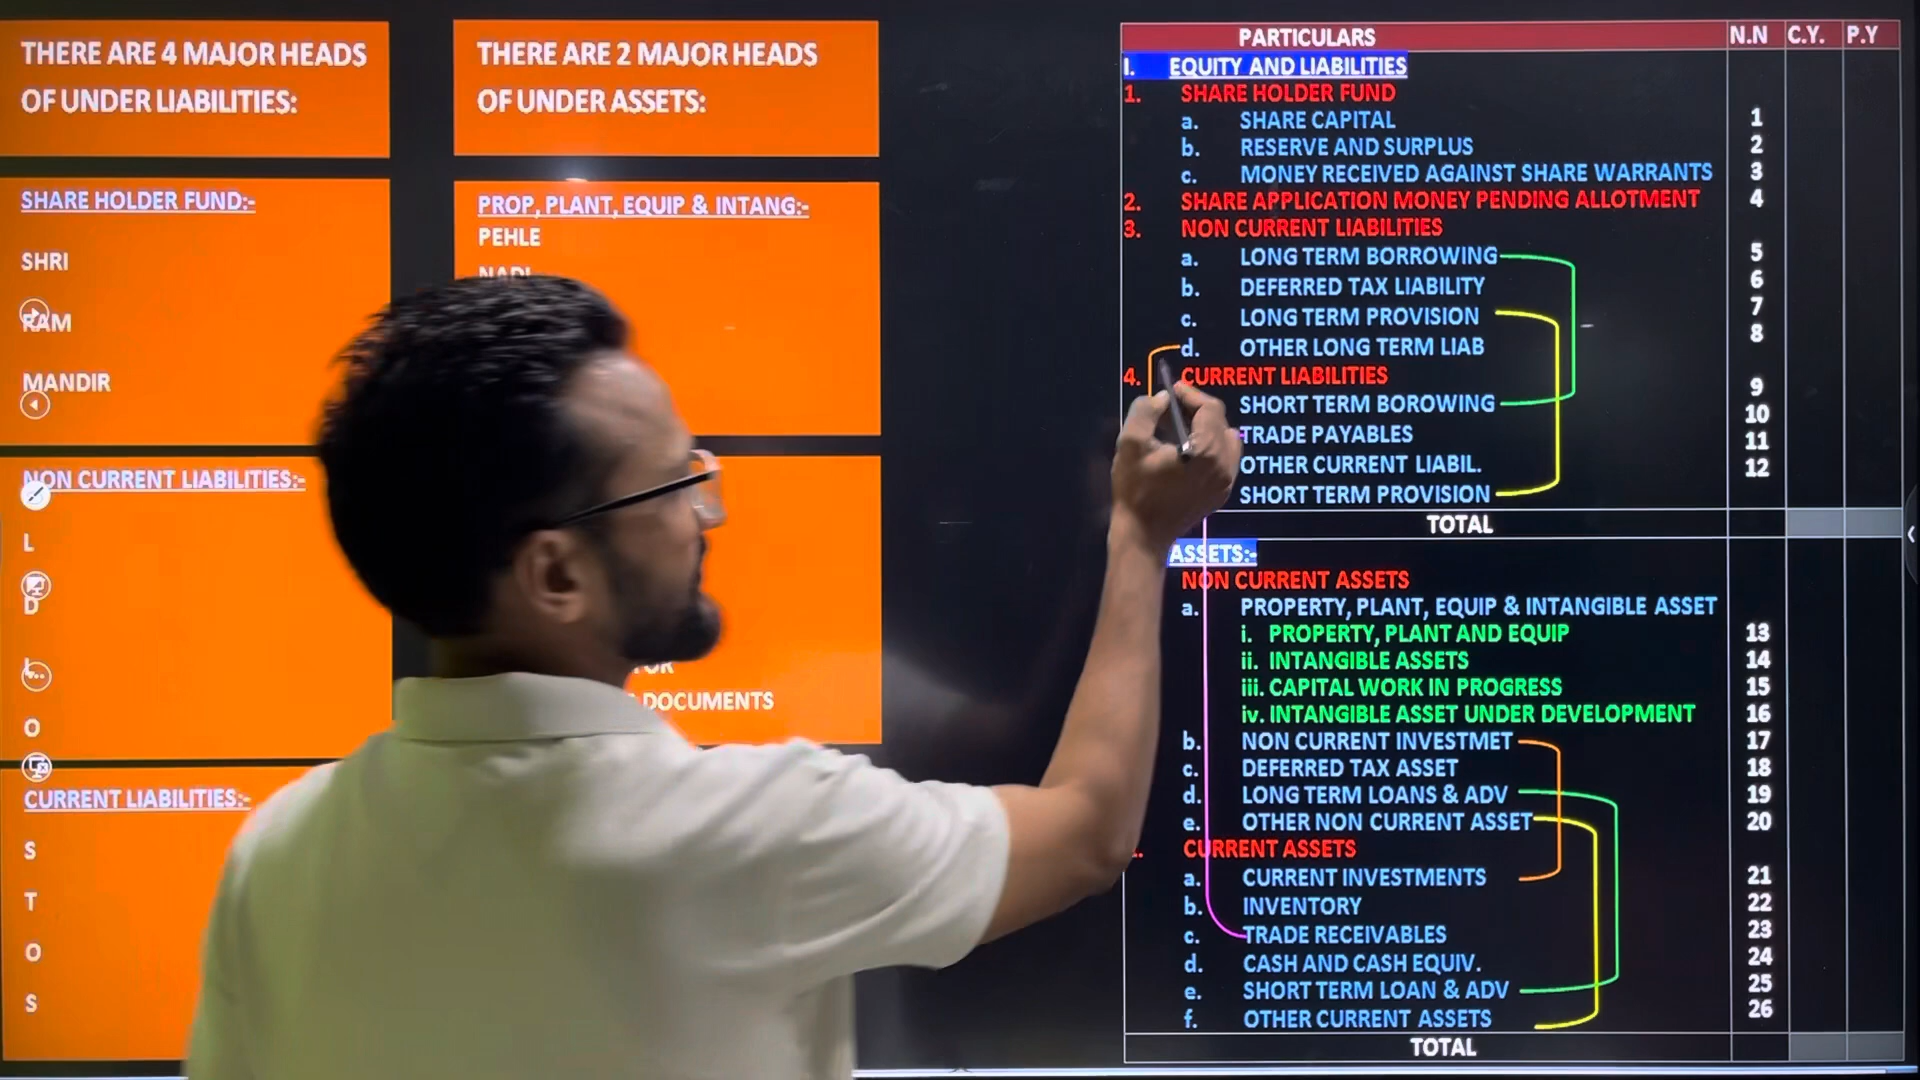 THERE ARE 4 MAJOR HEADS
OF UNDER LIABILITIES:
SHARE HOLDER FUND:-
SHRI
RAM
MANDIR
NON CURRENT LIABILITIES:-
L
D
L
O
CURRENT LIABILITIES:-
S
T
O
S
THERE ARE 2 MAJOR HEADS
OF UNDER ASSETS:
PROP, PLANT, EQUIP & INTANG:-
PEHLE
NADI
DOCUMENTS
PARTICULARS N.N C.Y. P.Y
I. EQUITY AND LIABILITIES
1. SHARE HOLDER FUND
a. SHARE CAPITAL 1
b. RESERVE AND SURPLUS 2
c. MONEY RECEIVED AGAINST SHARE WARRANTS 3
2. SHARE APPLICATION MONEY PENDING ALLOTMENT 4
3. NON CURRENT LIABILITIES
a. LONG TERM BORROWING 5
b. DEFERRED TAX LIABILITY 6
c. LONG TERM PROVISION 7
d. OTHER LONG TERM LIAB 8
4. CURRENT LIABILITIES
SHORT TERM BOROWING 9
TRADE PAYABLES 10
OTHER CURRENT LIABIL. 11
SHORT TERM PROVISION 12
TOTAL
ASSETS:-
NON CURRENT ASSETS
a. PROPERTY, PLANT, EQUIP & INTANGIBLE ASSET
i. PROPERTY, PLANT AND EQUIP 13
ii. INTANGIBLE ASSETS 14
iii. CAPITAL WORK IN PROGRESS 15
iv. INTANGIBLE ASSET UNDER DEVELOPMENT 16
b. NON CURRENT INVESTMET 17
c. DEFERRED TAX ASSET 18
d. LONG TERM LOANS & ADV 19
e. OTHER NON CURRENT ASSET 20
CURRENT ASSETS
a. CURRENT INVESTMENTS 21
b. INVENTORY 22
c. TRADE RECEIVABLES 23
d. CASH AND CASH EQUIV. 24
e. SHORT TERM LOAN & ADV 25
f. OTHER CURRENT ASSETS 26
TOTAL